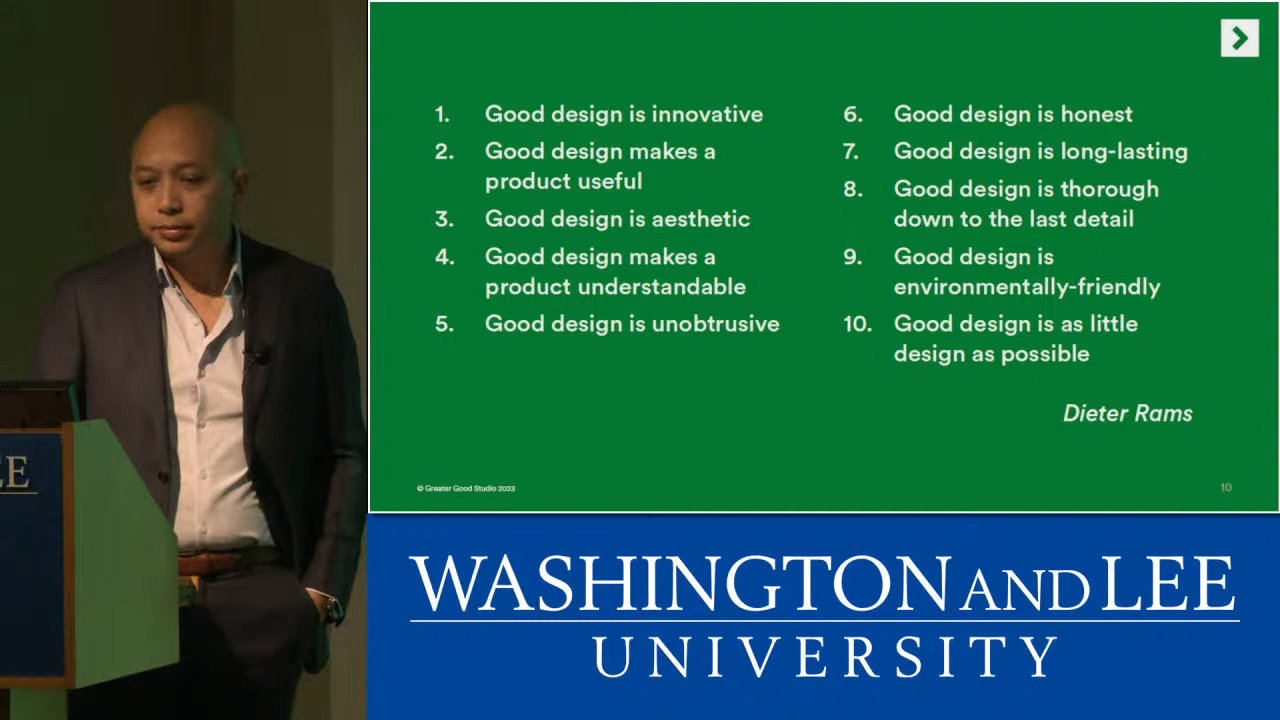 EE
1. Good design is innovative
2. Good design makes a
product useful
3. Good design is aesthetic
4. Good design makes a
product understandable
5. Good design is unobtrusive
6. Good design is honest
7. Good design is long-lasting
8. Good design is thorough
down to the last detail
9. Good design is
environmentally-friendly
10. Good design is as little
design as possible
Dieter Rams
© Greater Good Studio 2023
10
WASHINGTON AND LEE
UNIVERSITY